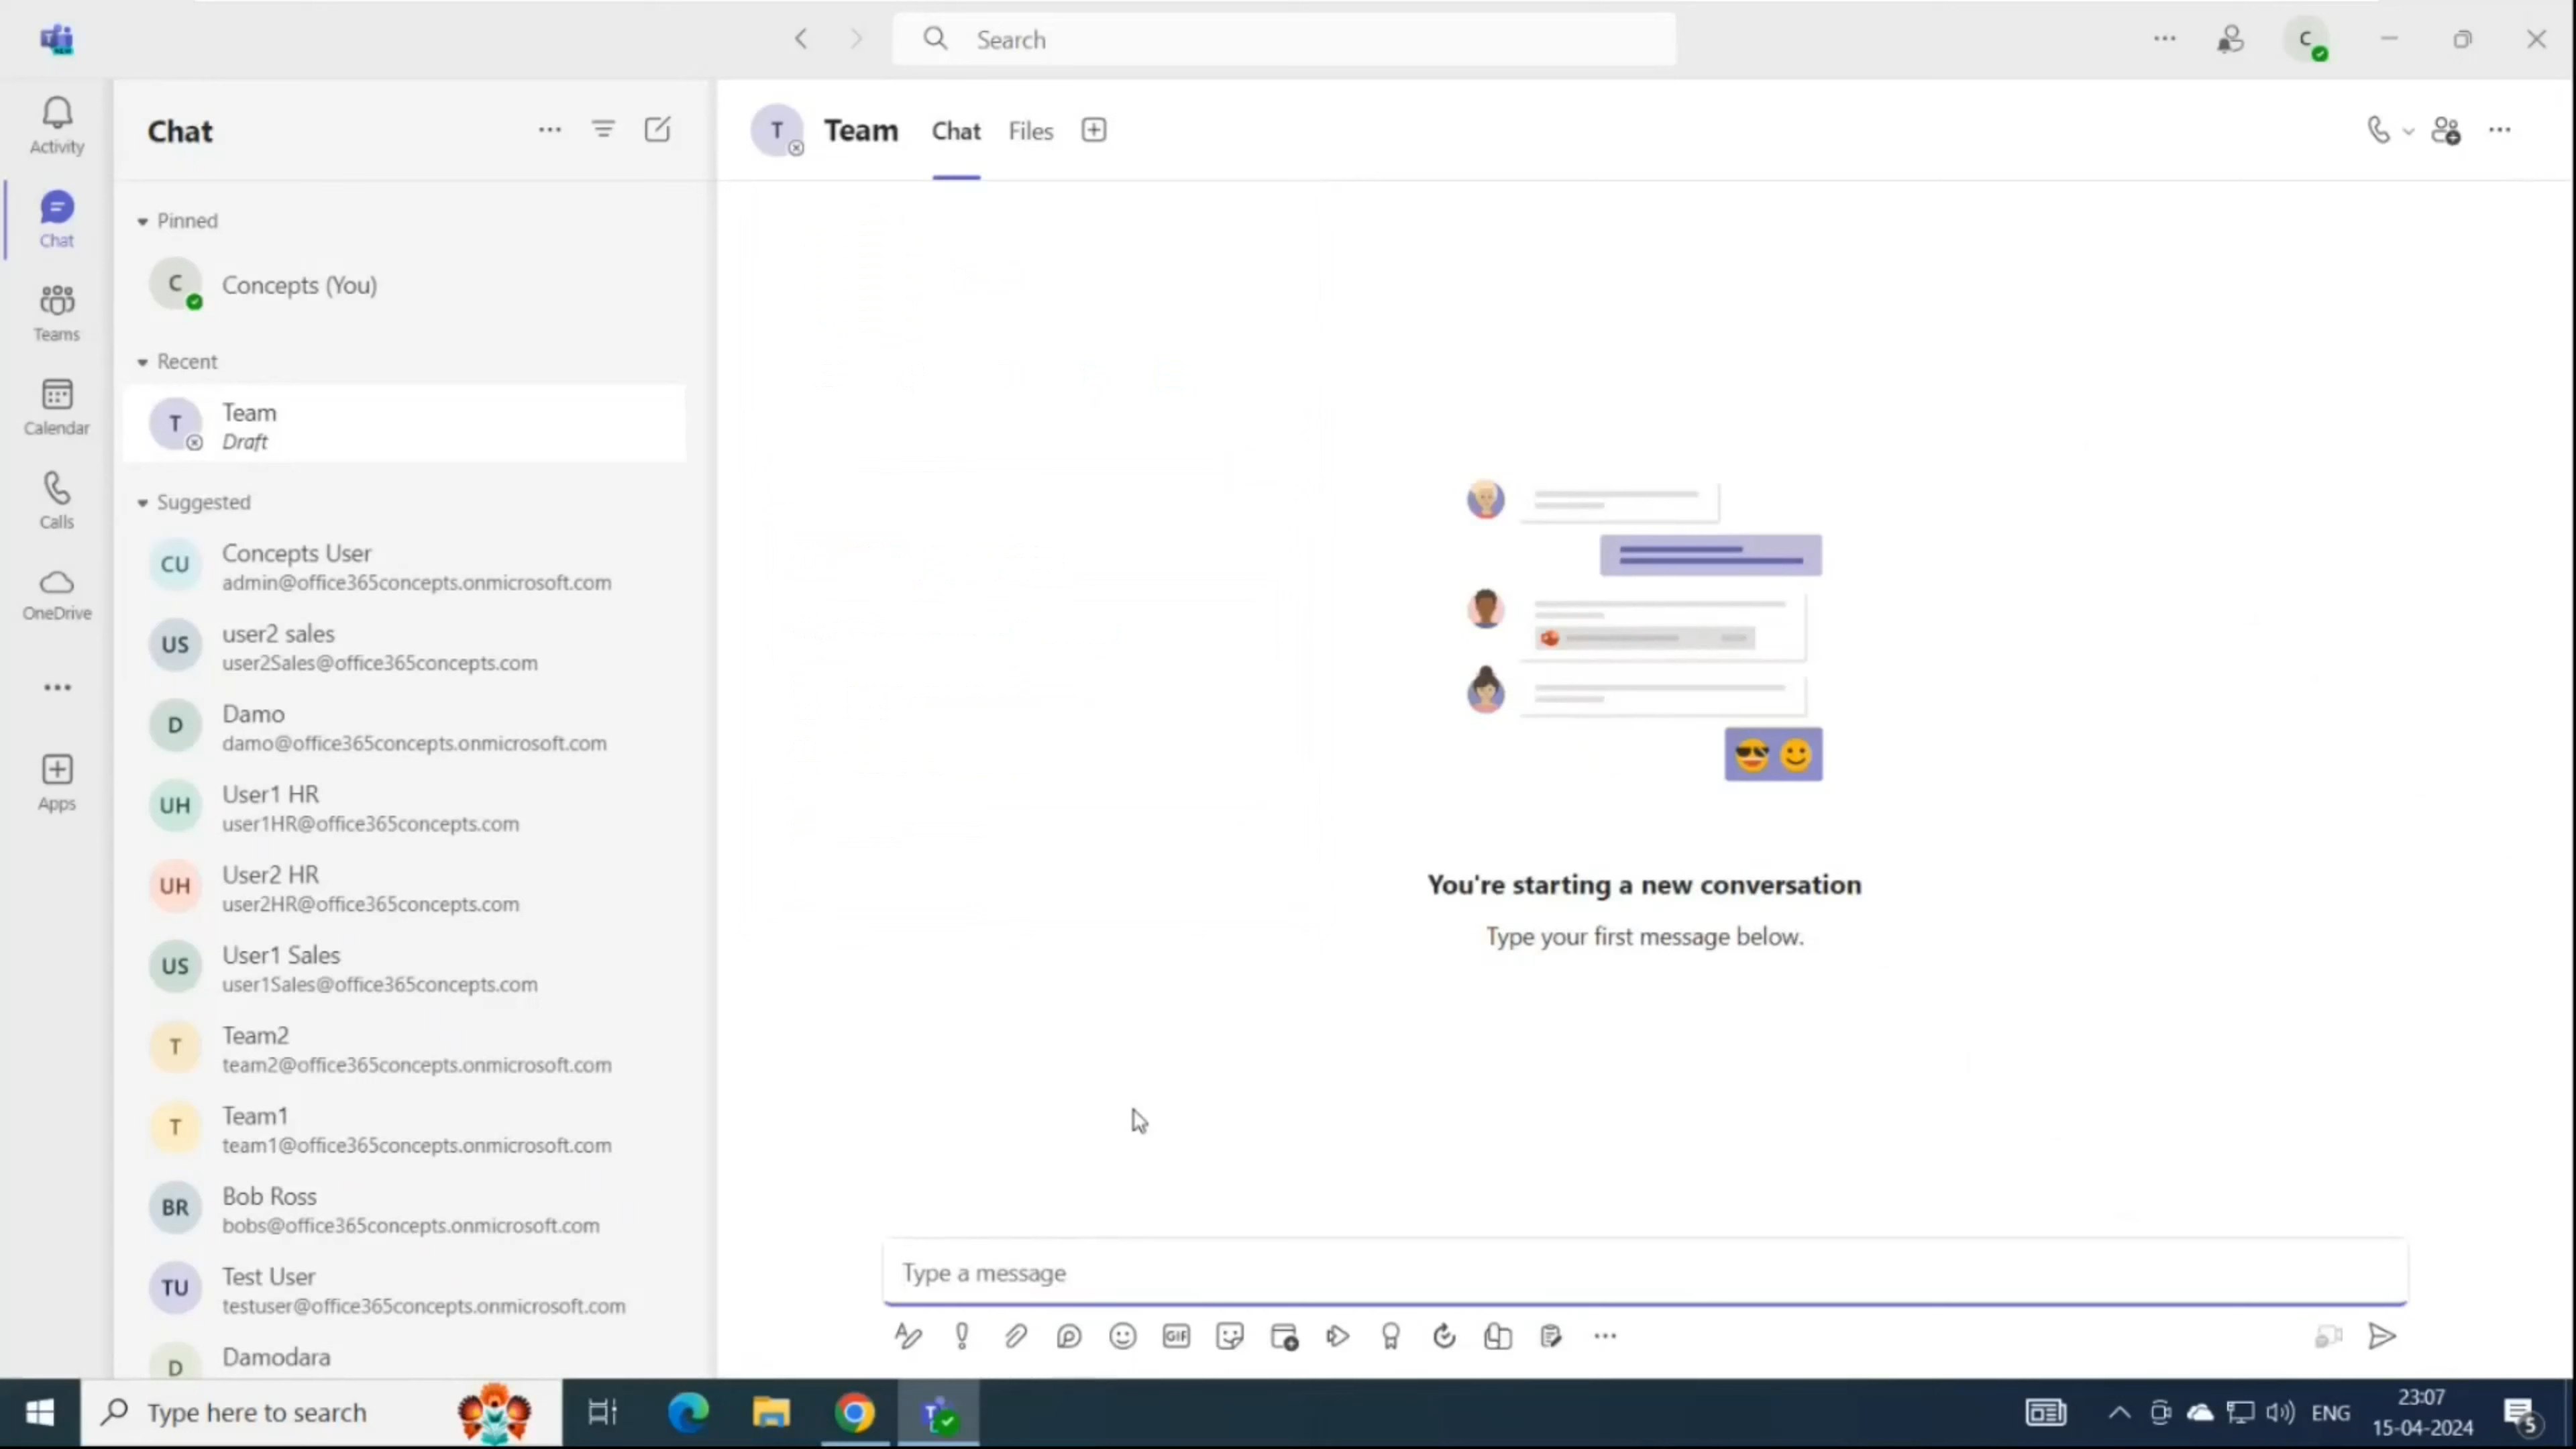 Search
C
Activity
Chat
Teams
Calendar
Calls
OneDrive
Apps
Chat
Pinned
C
Concepts (You)
Recent
T
Team
Draft
Suggested
CU
Concepts User
admin@office365concepts.onmicrosoft.com
US
user2 sales
user2Sales@office365concepts.com
D
Damo
damo@office365concepts.onmicrosoft.com
UH
User1 HR
user1HR@office365concepts.com
UH
User2 HR
user2HR@office365concepts.com
US
User1 Sales
user1Sales@office365concepts.com
T
Team2
team2@office365concepts.onmicrosoft.com
T
Team1
team1@office365concepts.onmicrosoft.com
BR
Bob Ross
bobs@office365concepts.onmicrosoft.com
TU
Test User
testuser@office365concepts.onmicrosoft.com
D
Damodara
T
Team
Chat
Files
You're starting a new conversation
Type your first message below.
Type a message
GIF
Type here to search
ENG
23:07
15-04-2024
5